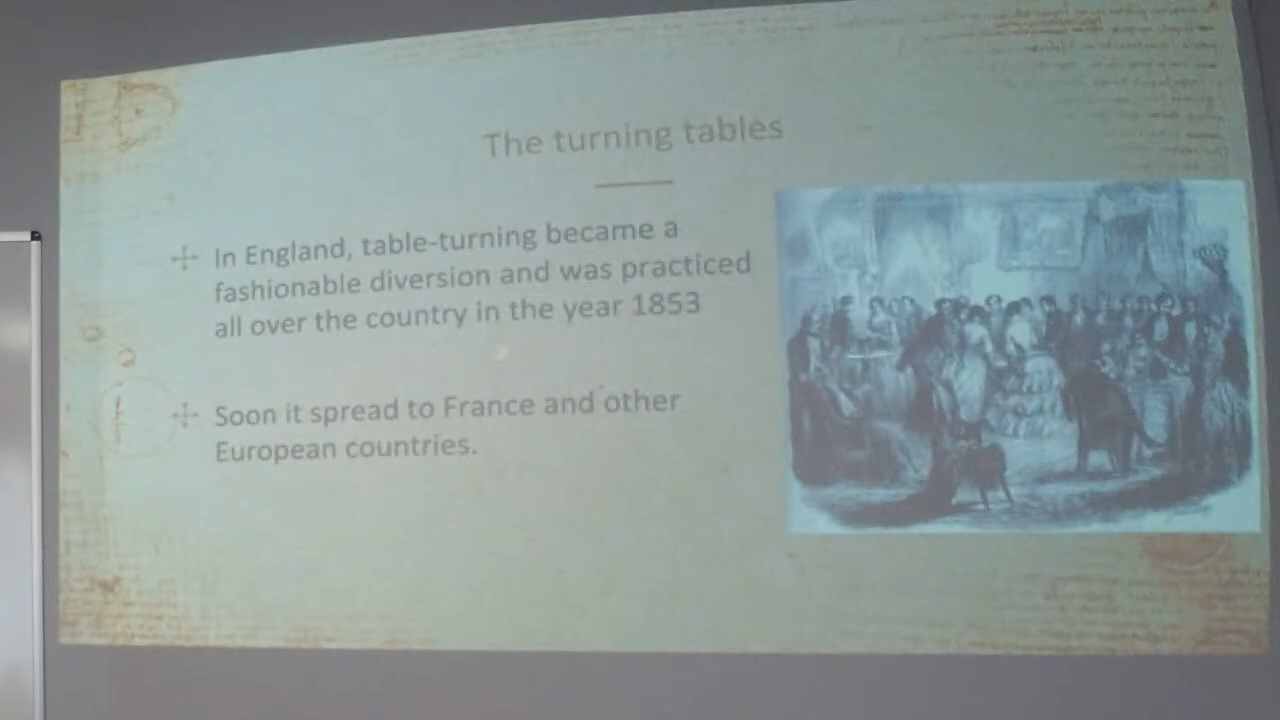 The turning tables
In England, table-turning became a
fashionable diversion and was practiced
all over the country in the year 1853
Soon it spread to France and other
European countries.